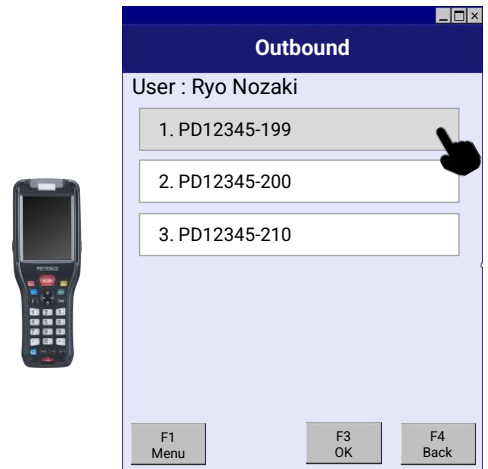 Outbound
User : Ryo Nozaki
1. PD12345-199
2. PD12345-200
3. PD12345-210
KEYENCE
F1
Menu
F3
OK
F4
Back